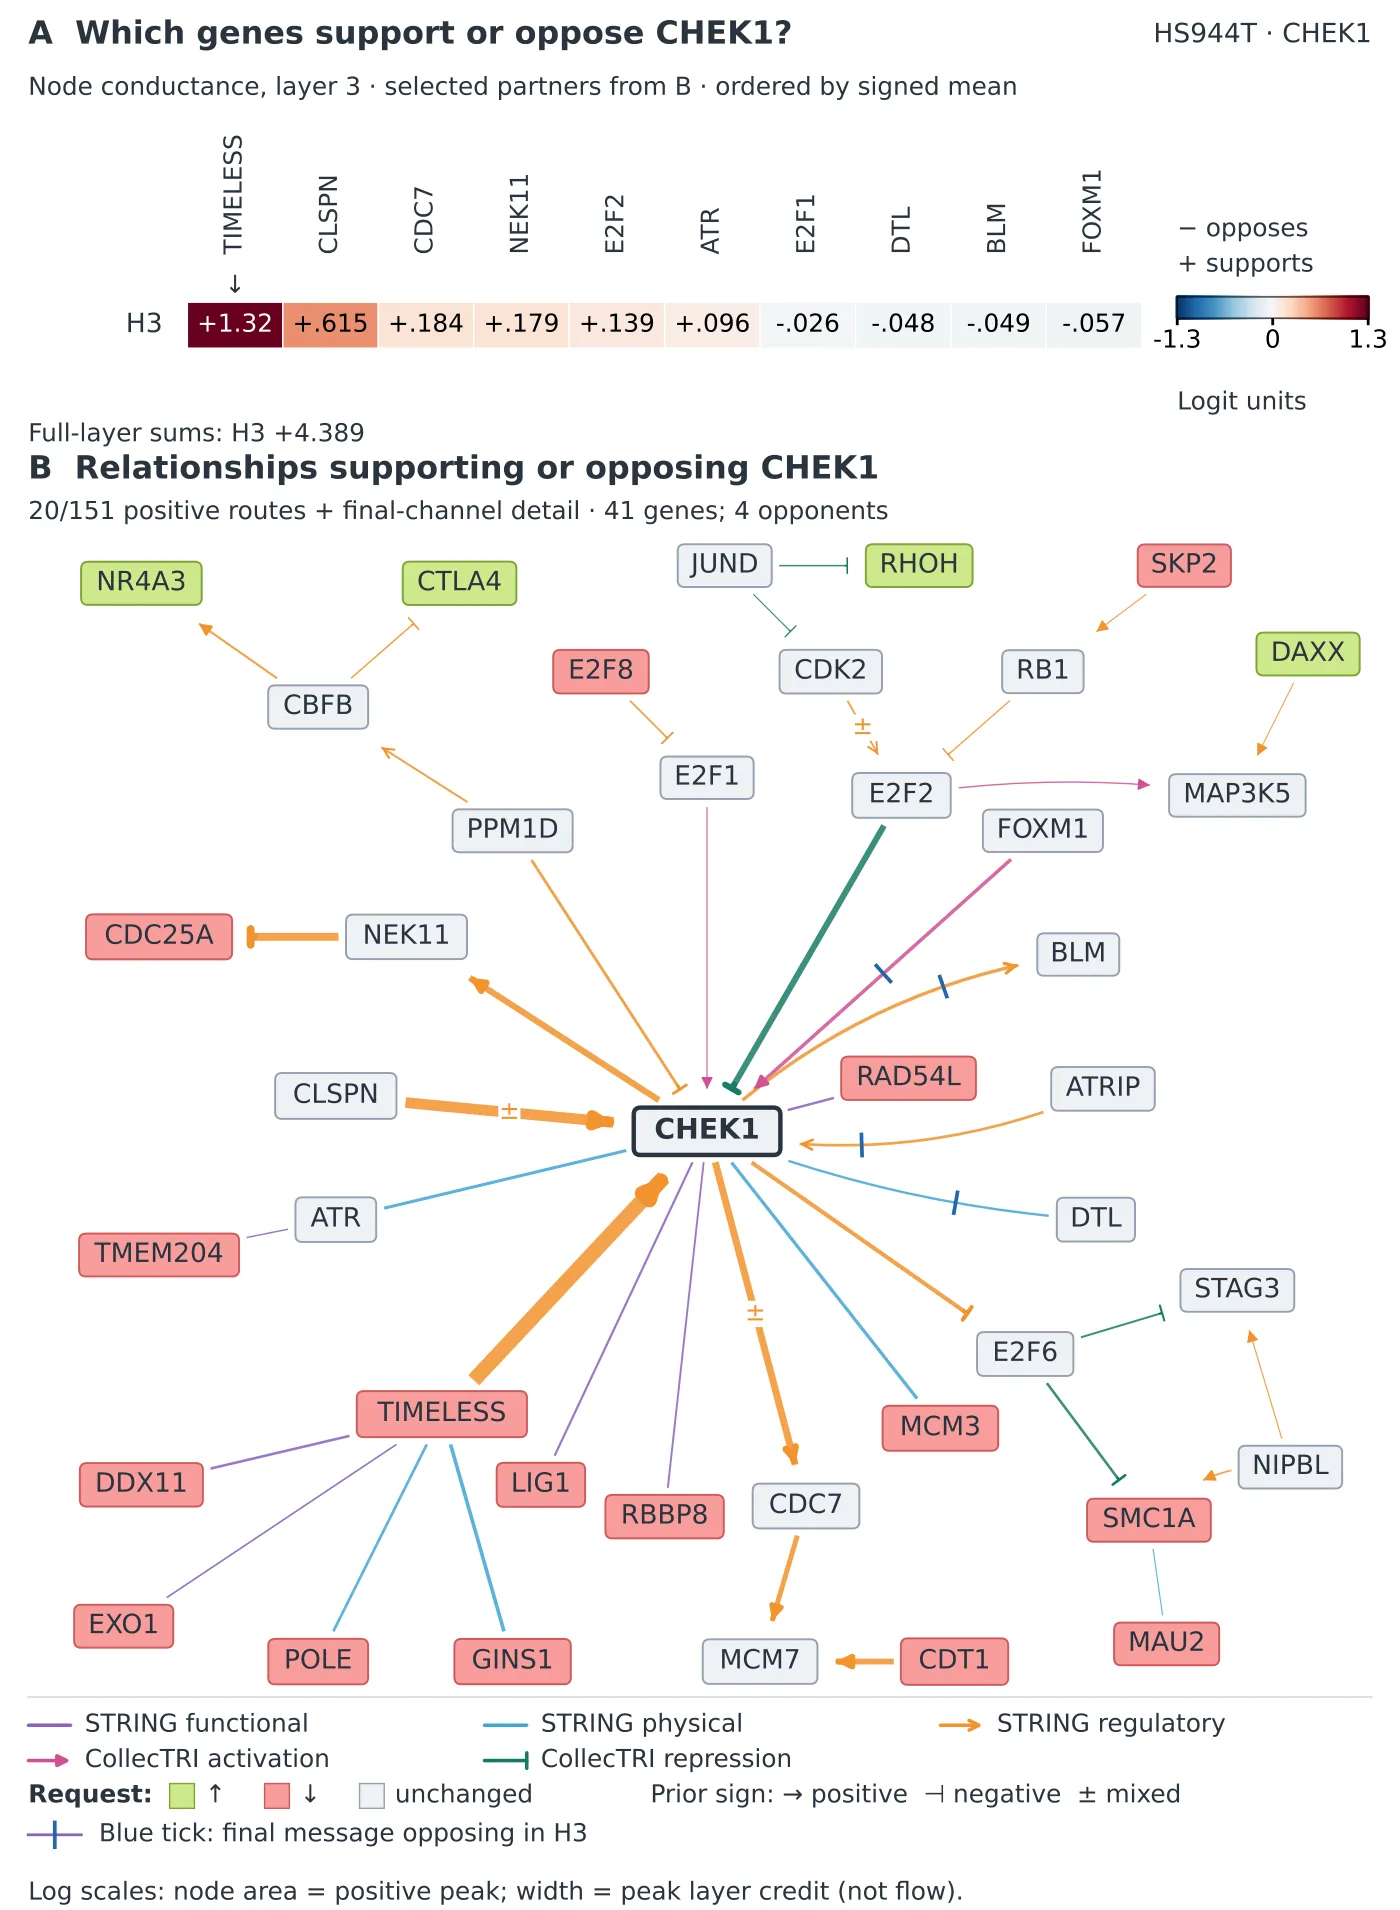 A Which genes support or oppose CHEK1?
HS944T · CHEK1
Node conductance, layer 3 · selected partners from B · ordered by signed mean
TIMELESS
CLSPN
CDC7
NEK11
E2F2
ATR
E2F1
DTL
BLM
FOXM1
↓
− opposes
+ supports
H3 +1.32 +.615 +.184 +.179 +.139 +.096 -.026 -.048 -.049 -.057
-1.3 0 1.3
Logit units
Full-layer sums: H3 +4.389
B Relationships supporting or opposing CHEK1
20/151 positive routes + final-channel detail · 41 genes; 4 opponents
JUND RHOH SKP2
NR4A3 CTLA4
DAXX
E2F8 CDK2 RB1
CBFB
±
E2F1
E2F2 MAP3K5
PPM1D FOXM1
CDC25A NEK11
BLM
RAD54L
CLSPN ATRIP
±
CHEK1
ATR DTL
TMEM204
STAG3
±
E2F6
TIMELESS MCM3
NIPBL
DDX11 LIG1
RBBP8 CDC7 SMC1A
EXO1
MAU2
POLE GINS1 MCM7 CDT1
STRING functional STRING physical STRING regulatory
CollecTRI activation CollecTRI repression
Request: ↑ ↓ unchanged Prior sign: → positive ⊣ negative ± mixed
Blue tick: final message opposing in H3
Log scales: node area = positive peak; width = peak layer credit (not flow).